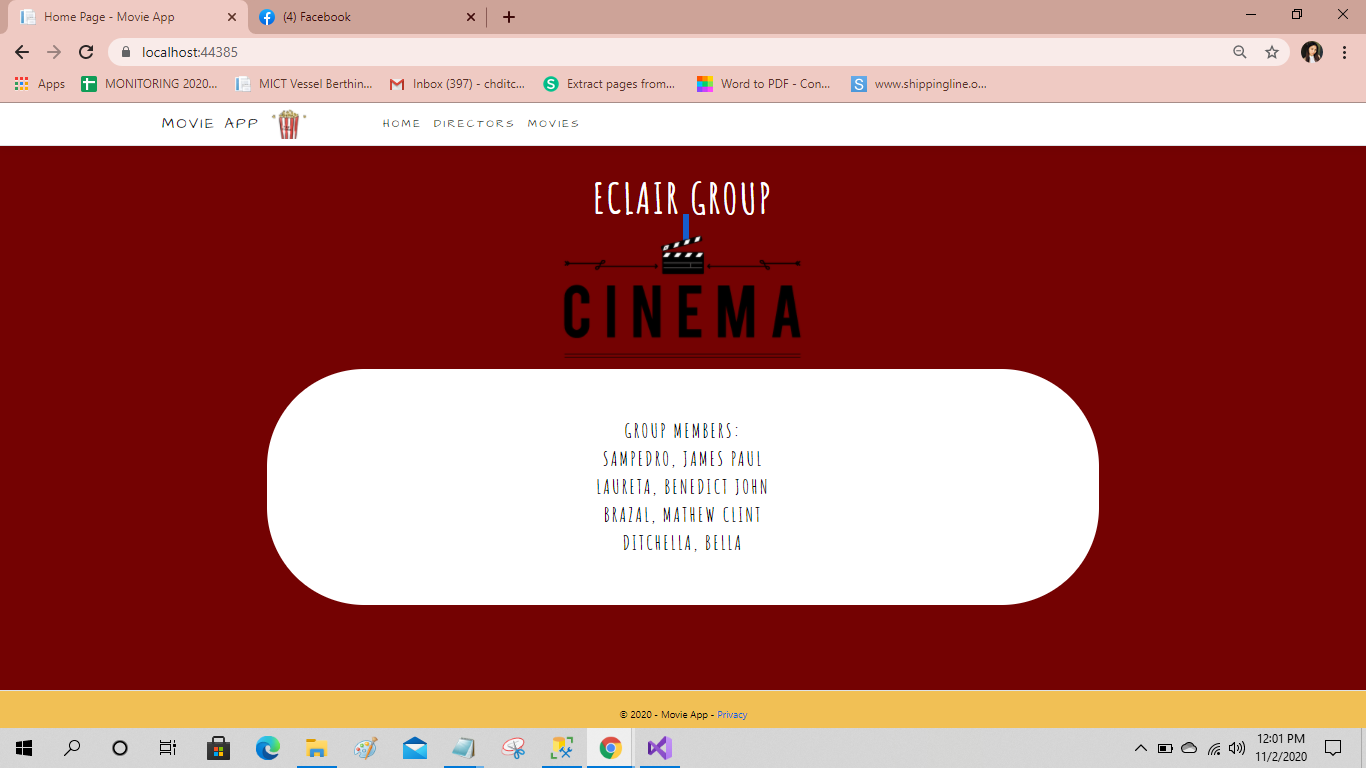 Home Page - Movie App
(4) Facebook
localhost:44385
Apps
MONITORING 2020...
MICT Vessel Berthin...
Inbox (397) - chditc...
Extract pages from...
Word to PDF - Con...
www.shippingline.o...
MOVIE APP
HOME DIRECTORS MOVIES
ECLAIR GROUP
CINEMA
GROUP MEMBERS:
SAMPEDRO, JAMES PAUL
LAURETA, BENEDICT JOHN
BRAZAL, MATHEW CLINT
DITCHELLA, BELLA
© 2020 - Movie App - Privacy
12:01 PM
11/2/2020